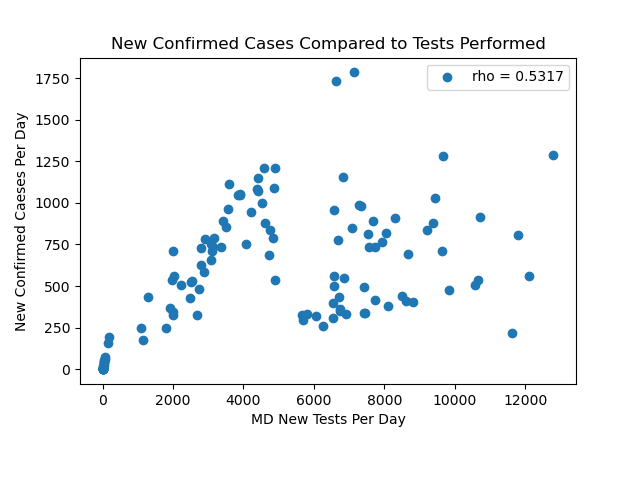 New Confirmed Cases Compared to Tests Performed
rho = 0.5317
New Confirmed Caeses Per Day
1750
1500
1250
1000
750
500
250
0
0 2000 4000 6000 8000 10000 12000
MD New Tests Per Day